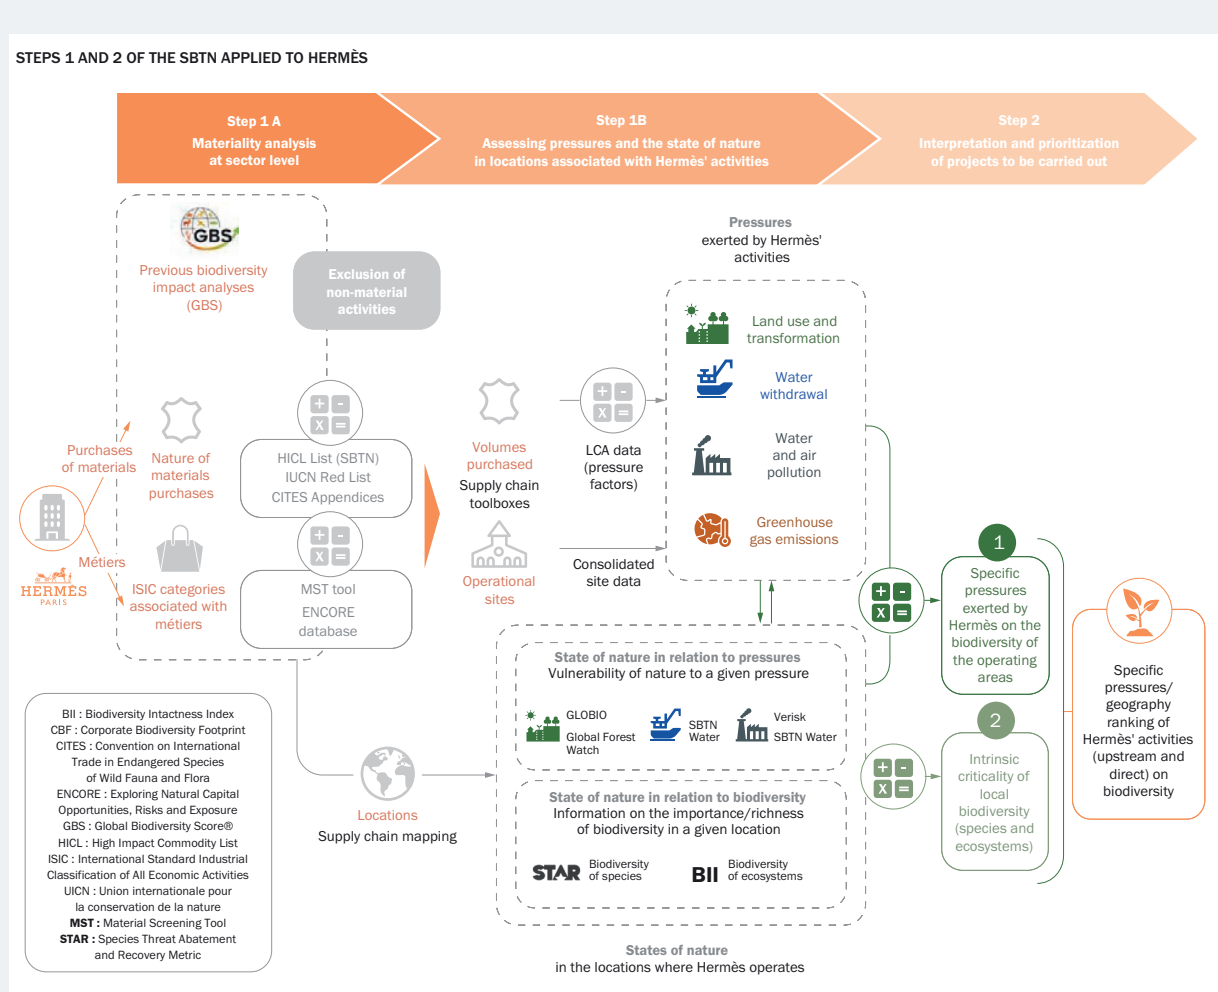 STEPS 1 AND 2 OF THE SBTN APPLIED TO HERMÈS
Step 1 A
Materiality analysis
at sector level
Step 1B
Assessing pressures and the state of nature
in locations associated with Hermès' activities
Step 2
Interpretation and prioritization
of projects to be carried out
GBS
Previous biodiversity
impact analyses
(GBS)
Exclusion of
non-material
activities
Purchases
of materials
Métiers
HERMÈS
PARIS
Nature of
materials
purchases
ISIC categories
associated with
métiers
+ -
X =
HICL List (SBTN)
IUCN Red List
CITES Appendices
+ -
X =
MST tool
ENCORE
database
Volumes
purchased
Supply chain
toolboxes
Operational
sites
+ -
X =
LCA data
(pressure
factors)
Consolidated
site data
Pressures
exerted by Hermès'
activities
Land use and
transformation
Water
withdrawal
Water
and air
pollution
Greenhouse
gas emissions
Locations
Supply chain mapping
State of nature in relation to pressures
Vulnerability of nature to a given pressure
GLOBIO
Global Forest
Watch
SBTN
Water
Verisk
SBTN Water
State of nature in relation to biodiversity
Information on the importance/richness
of biodiversity in a given location
STAR
Biodiversity
of species
BII
Biodiversity
of ecosystems
States of nature
in the locations where Hermès operates
+ -
X =
1
Specific
pressures
exerted by
Hermès on the
biodiversity of
the operating
areas
+ -
X =
2
Intrinsic
criticality of
local
biodiversity
(species and
ecosystems)
Specific
pressures/
geography
ranking of
Hermès' activities
(upstream and
direct) on
biodiversity
BII : Biodiversity Intactness Index
CBF : Corporate Biodiversity Footprint
CITES : Convention on International
Trade in Endangered Species
of Wild Fauna and Flora
ENCORE : Exploring Natural Capital
Opportunities, Risks and Exposure
GBS : Global Biodiversity Score®
HICL : High Impact Commodity List
ISIC : International Standard Industrial
Classification of All Economic Activities
UICN : Union internationale pour
la conservation de la nature
MST : Material Screening Tool
STAR : Species Threat Abatement
and Recovery Metric